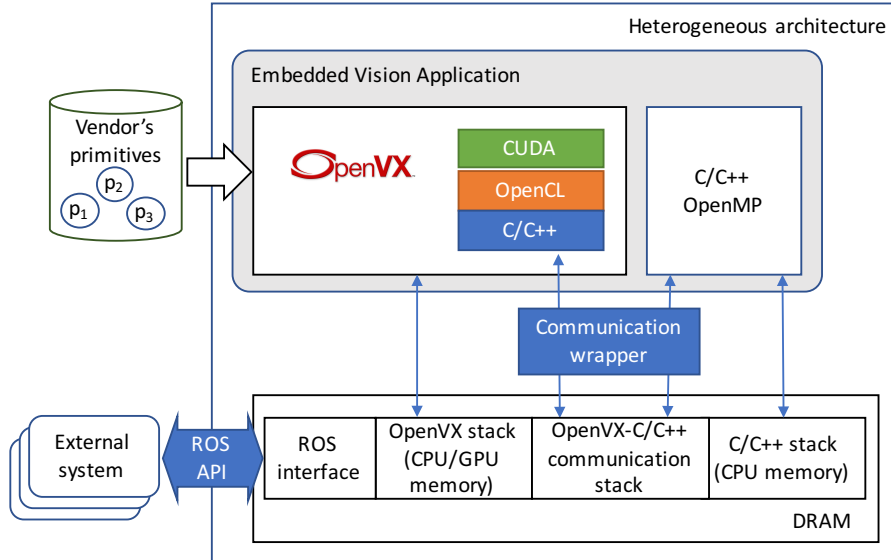 Heterogeneous architecture
Embedded Vision Application
Vendor's
primitives
p2
p1
p3
OpenVX
CUDA
OpenCL
C/C++
C/C++
OpenMP
Communication
wrapper
External
system
ROS
API
ROS
interface
OpenVX stack
(CPU/GPU
memory)
OpenVX-C/C++
communication
stack
C/C++ stack
(CPU memory)
DRAM